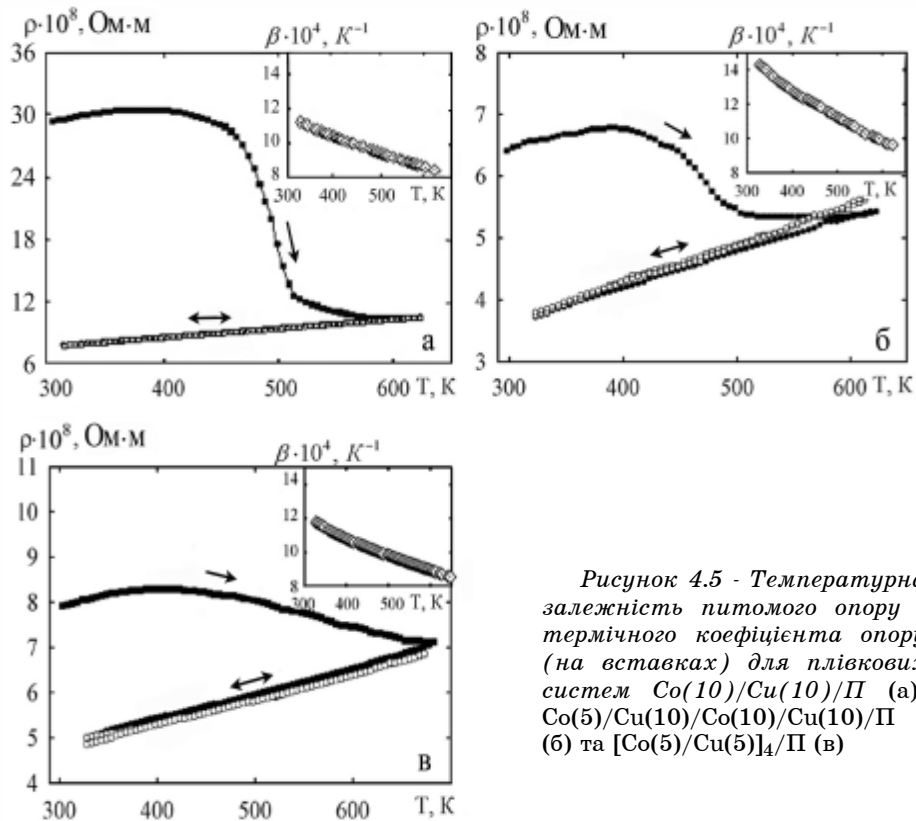 ρ·10⁸, Ом·м
β·10⁴, K⁻¹
14
12
10
8
300
400
500
Т, К
36
30
24
18
12
6
а
300
400
500
600
Т, К
ρ·10⁸, Ом·м
β·10⁴, K⁻¹
14
12
10
8
300
400
500
Т, К
8
7
6
5
4
3
б
300
400
500
600
Т, К
ρ·10⁸, Ом·м
β·10⁴, K⁻¹
14
12
10
8
300
400
500
Т, К
11
10
9
8
7
6
5
4
в
300
400
500
600
Т, К
Рисунок 4.5 - Температурна
залежність питомого опору
термічного коефіцієнта опору
(на вставках) для плівкових
систем Co(10)/Cu(10)/П (а)
Co(5)/Cu(10)/Co(10)/Cu(10)/П
(б) та [Co(5)/Cu(5)]₄/П (в)